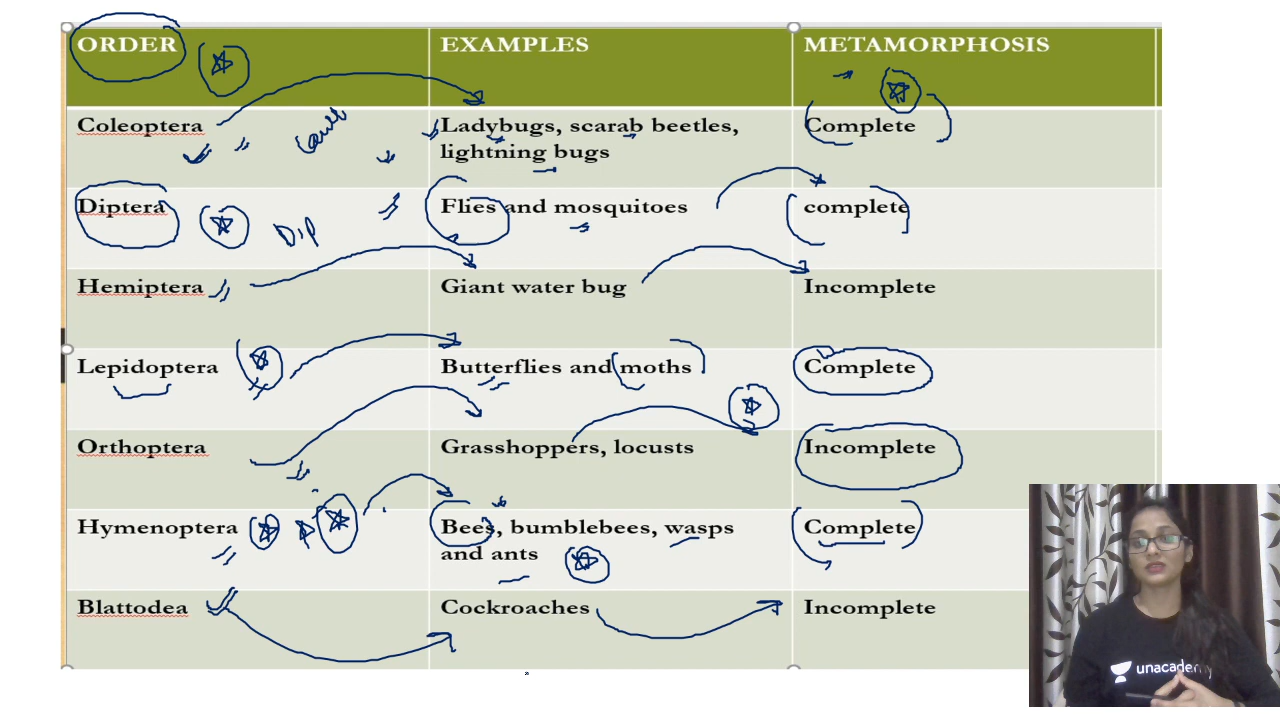 ORDER EXAMPLES METAMORPHOSIS
Coleoptera Ladybugs, scarab beetles, Complete
lightning bugs
Diptera Flies and mosquitoes complete
DIP
Hemiptera Giant water bug Incomplete
Lepidoptera Butterflies and moths Complete
Orthoptera Grasshoppers, locusts Incomplete
Hymenoptera Bees, bumblebees, wasps Complete
and ants
Blattodea Cockroaches Incomplete
unacademy